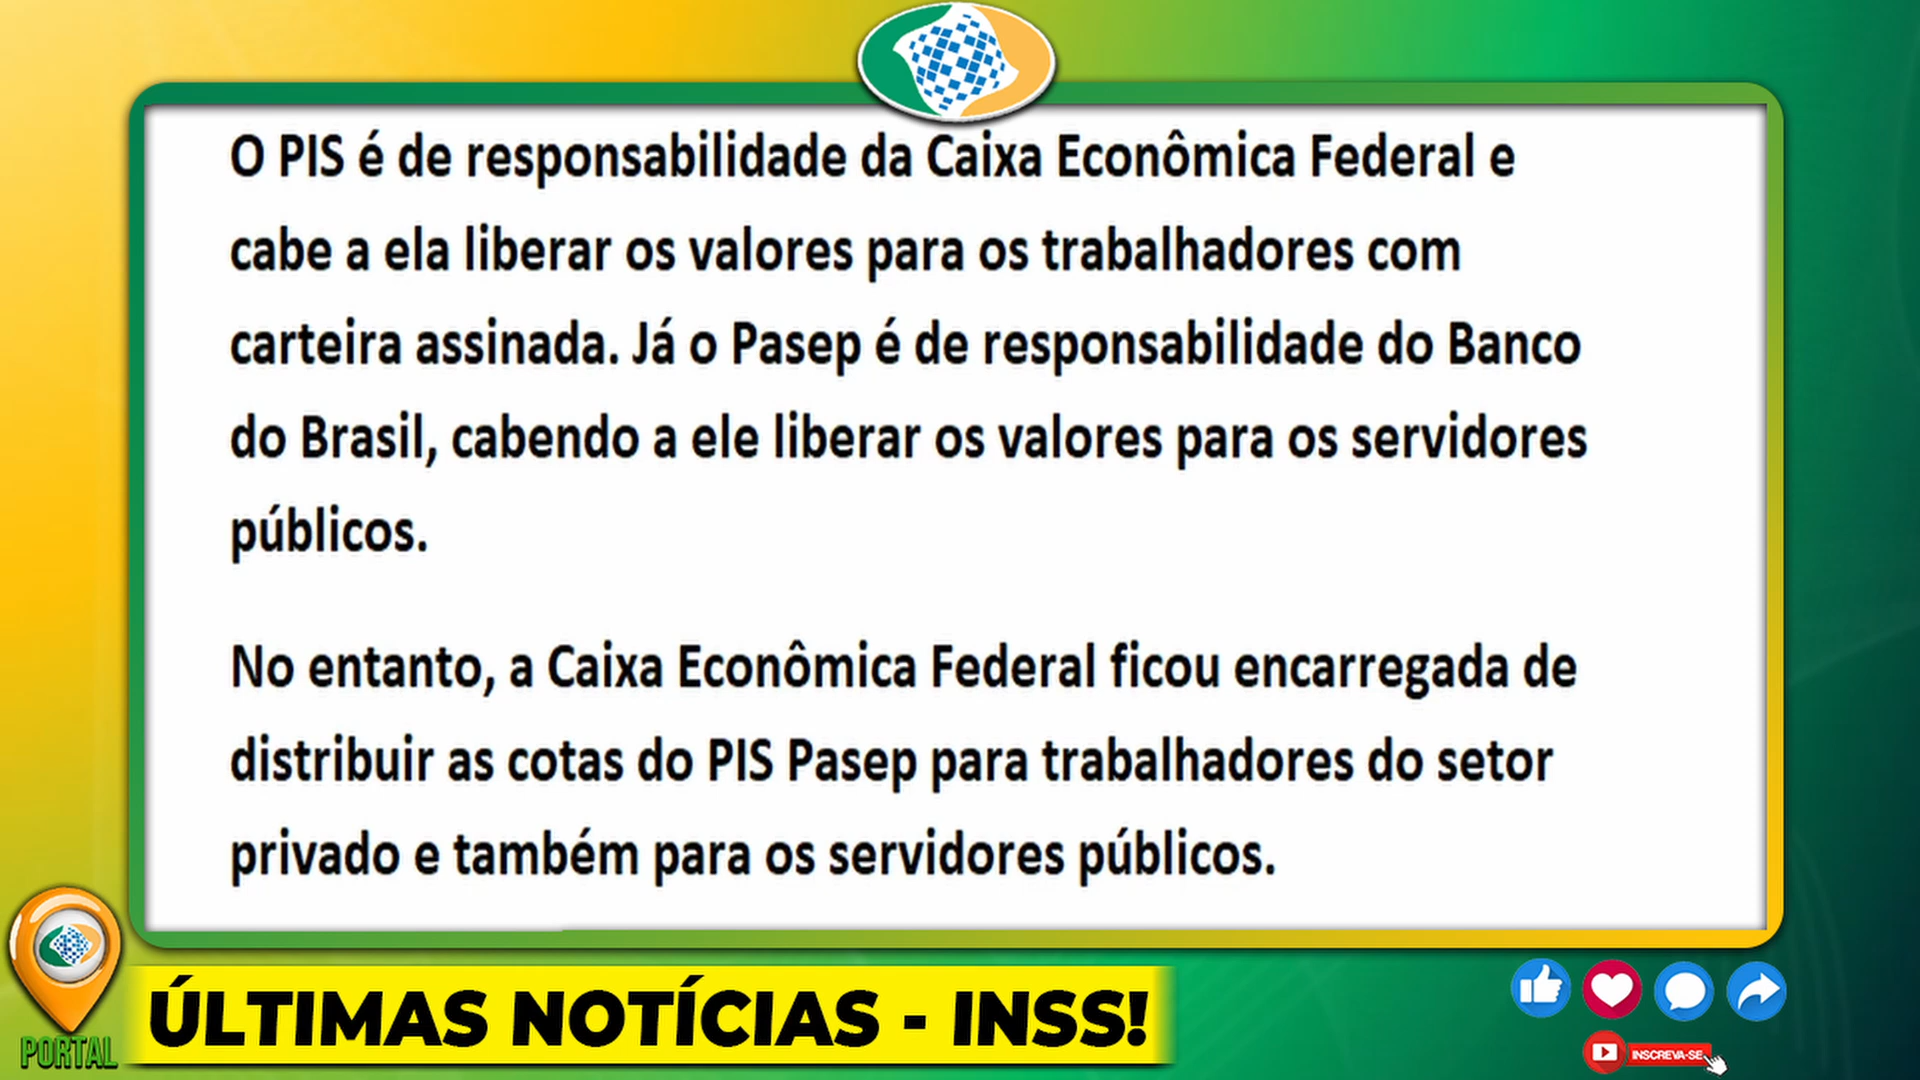 O PIS é de responsabilidade da Caixa Econômica Federal e
cabe a ela liberar os valores para os trabalhadores com
carteira assinada. Já o Pasep é de responsabilidade do Banco
do Brasil, cabendo a ele liberar os valores para os servidores
públicos.
No entanto, a Caixa Econômica Federal ficou encarregada de
distribuir as cotas do PIS Pasep para trabalhadores do setor
privado e também para os servidores públicos.
PORTAL
ÚLTIMAS NOTÍCIAS - INSS!
INSCREVA-SE